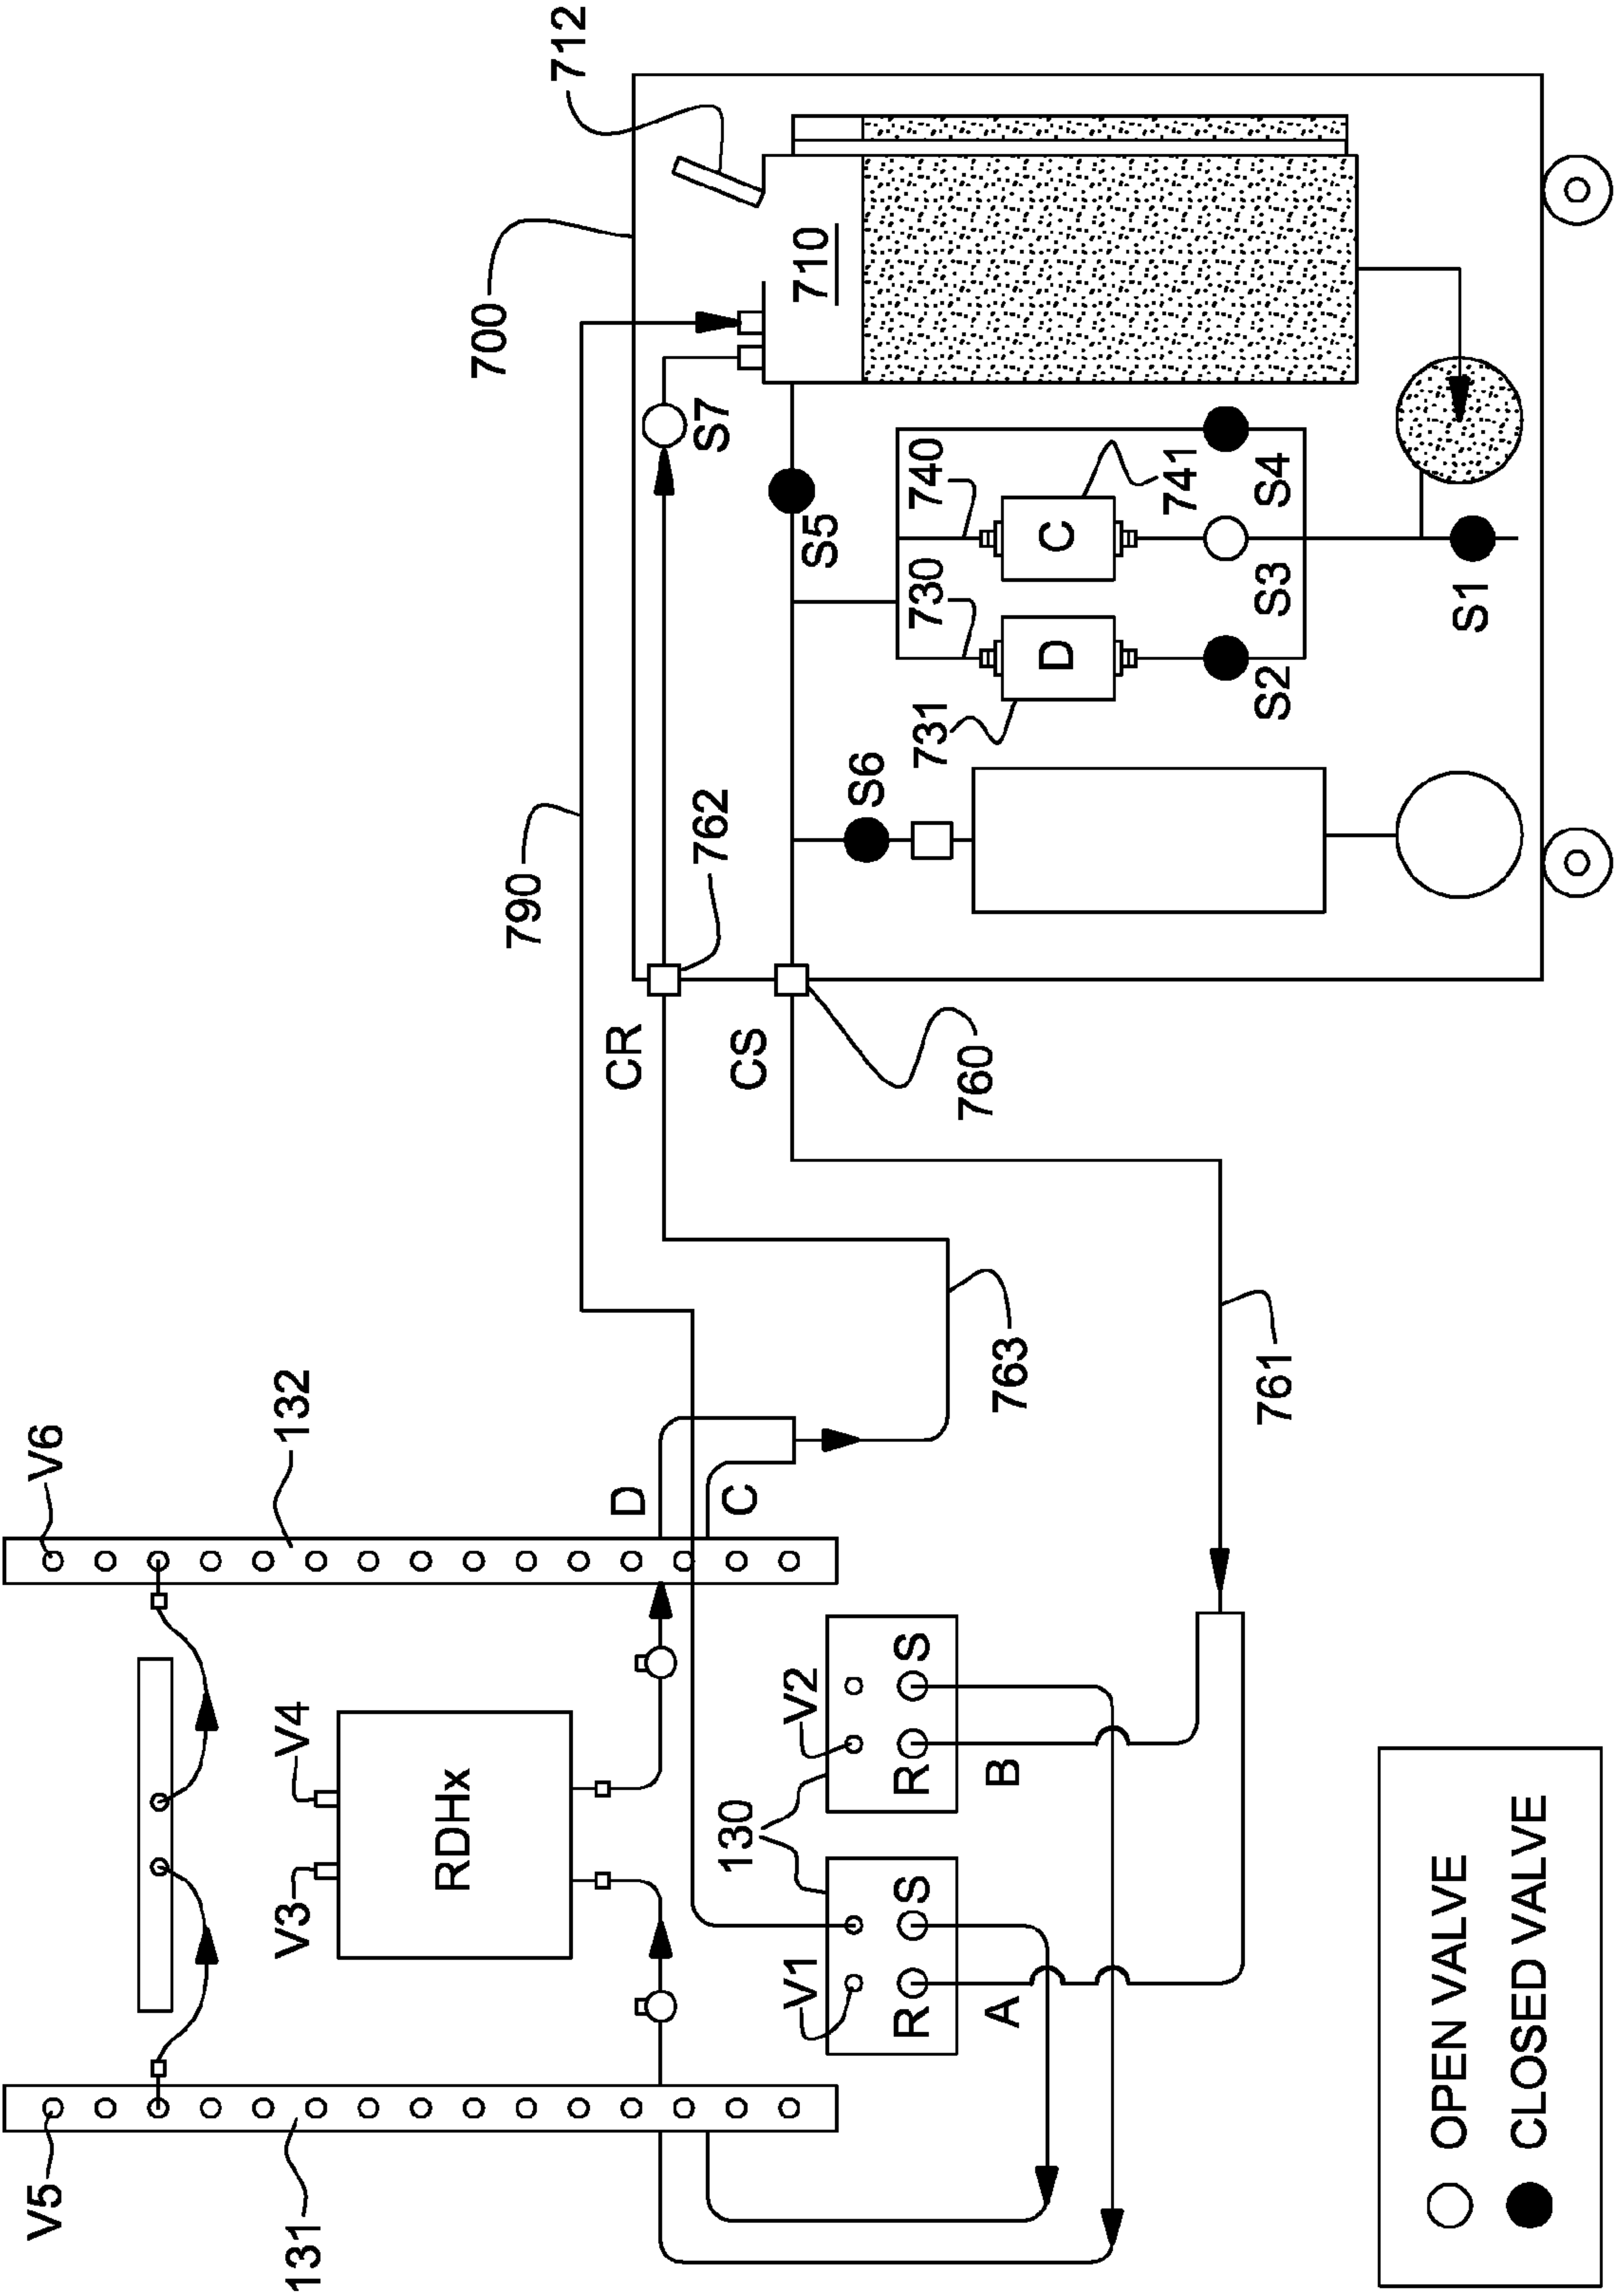 V5
V6
131
V3
V4
132
RDHx
700
712
790
D
CR
762
S7
C
CS
130
V1
V2
S5
710
S6
R
S
R
S
731
730
740
A
B
763
760
D
C
741
761
S2
S3
S4
S1
OPEN VALVE
CLOSED VALVE